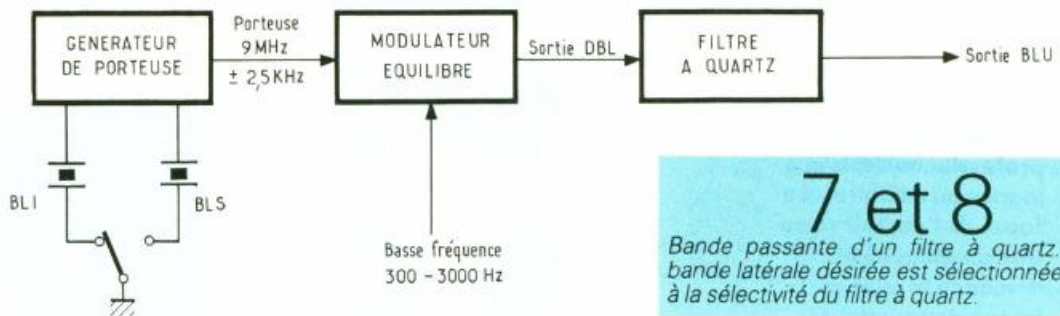 GENERATEUR
DE PORTEUSE
Porteuse
9 MHz
± 2,5 KHz
MODULATEUR
EQUILIBRE
Sortie DBL
FILTRE
A QUARTZ
Sortie BLU
BLI
BLS
Basse fréquence
300 - 3000 Hz
7 et 8
Bande passante d'un filtre à quartz.
bande latérale désirée est sélectionnée
à la sélectivité du filtre à quartz.